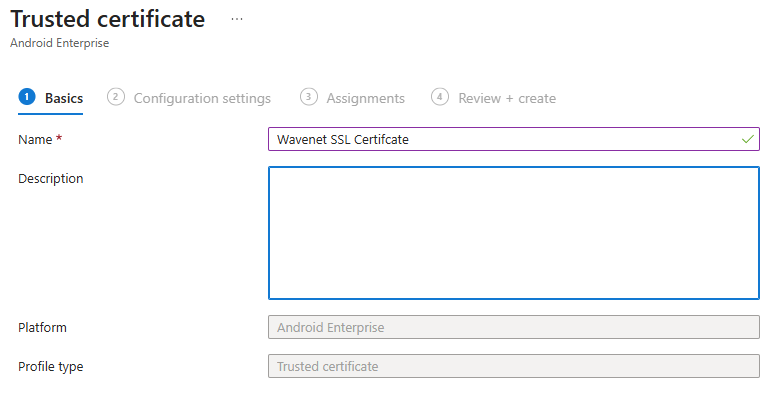 Trusted certificate ...
Android Enterprise
1 Basics 2 Configuration settings 3 Assignments 4 Review + create
Name * Wavenet SSL Certifcate
Description
Platform Android Enterprise
Profile type Trusted certificate